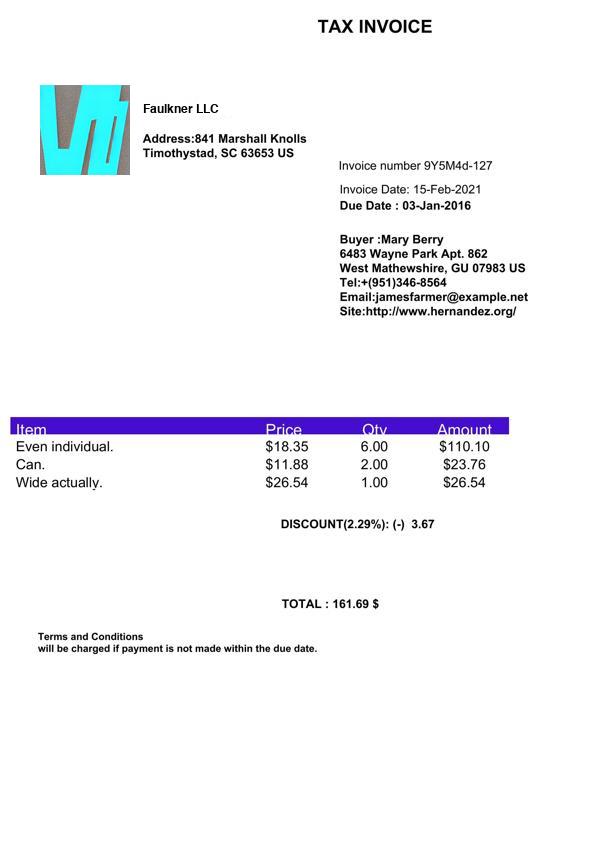 TAX INVOICE
Faulkner LLC
Address:841 Marshall Knolls
Timothystad, SC 63653 US
Invoice number 9Y5M4d-127
Invoice Date: 15-Feb-2021
Due Date : 03-Jan-2016
Buyer :Mary Berry
6483 Wayne Park Apt. 862
West Mathewshire, GU 07983 US
Tel:+(951)346-8564
Email:jamesfarmer@example.net
Site:http://www.hernandez.org/
Item Price Qty Amount
Even individual. $18.35 6.00 $110.10
Can. $11.88 2.00 $23.76
Wide actually. $26.54 1.00 $26.54
DISCOUNT(2.29%): (-) 3.67
TOTAL : 161.69 $
Terms and Conditions
will be charged if payment is not made within the due date.